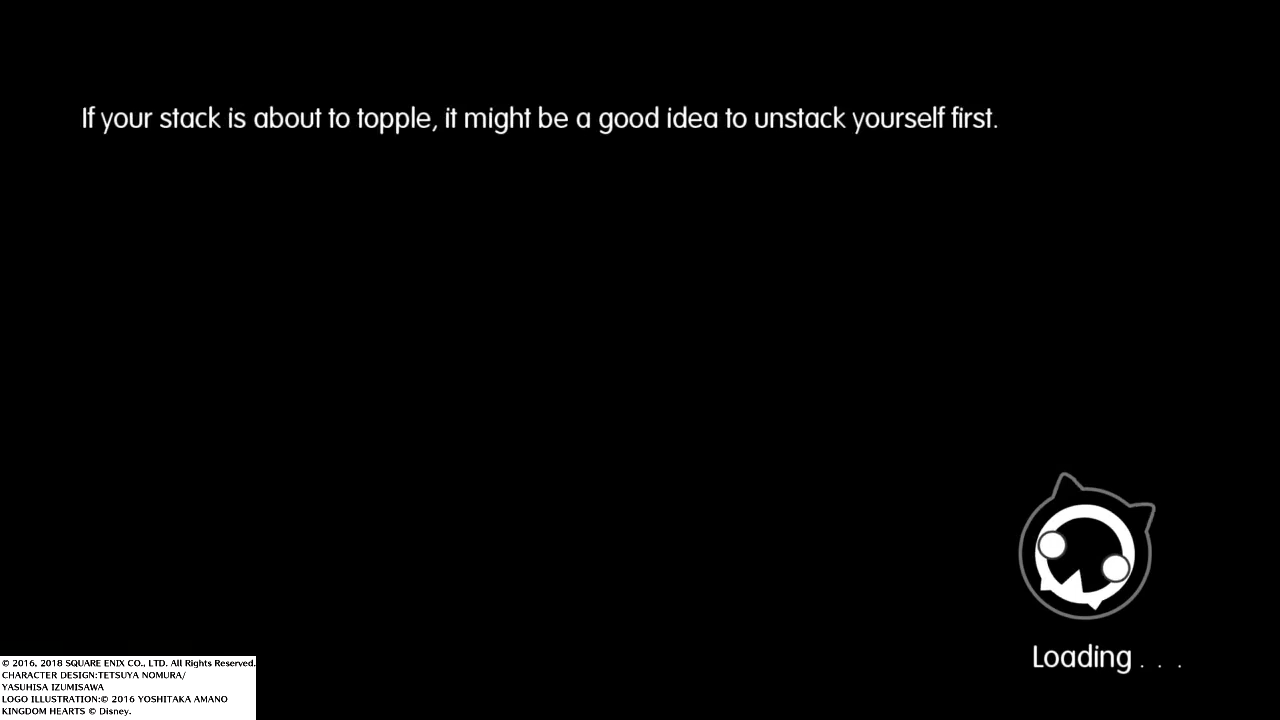 If your stack is about to topple, it might be a good idea to unstack yourself first.
Loading . . .
© 2016, 2018 SQUARE ENIX CO., LTD. All Rights Reserved.
CHARACTER DESIGN:TETSUYA NOMURA/
YASUHISA IZUMISAWA
LOGO ILLUSTRATION:© 2016 YOSHITAKA AMANO
KINGDOM HEARTS © Disney.